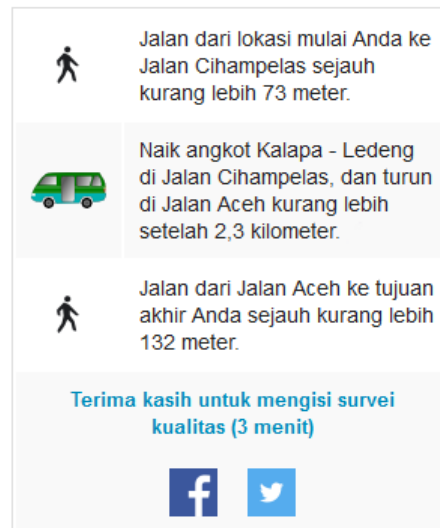 Jalan dari lokasi mulai Anda ke
Jalan Cihampelas sejauh
kurang lebih 73 meter.
Naik angkot Kalapa - Ledeng
di Jalan Cihampelas, dan turun
di Jalan Aceh kurang lebih
setelah 2,3 kilometer.
Jalan dari Jalan Aceh ke tujuan
akhir Anda sejauh kurang lebih
132 meter.
Terima kasih untuk mengisi survei
kualitas (3 menit)